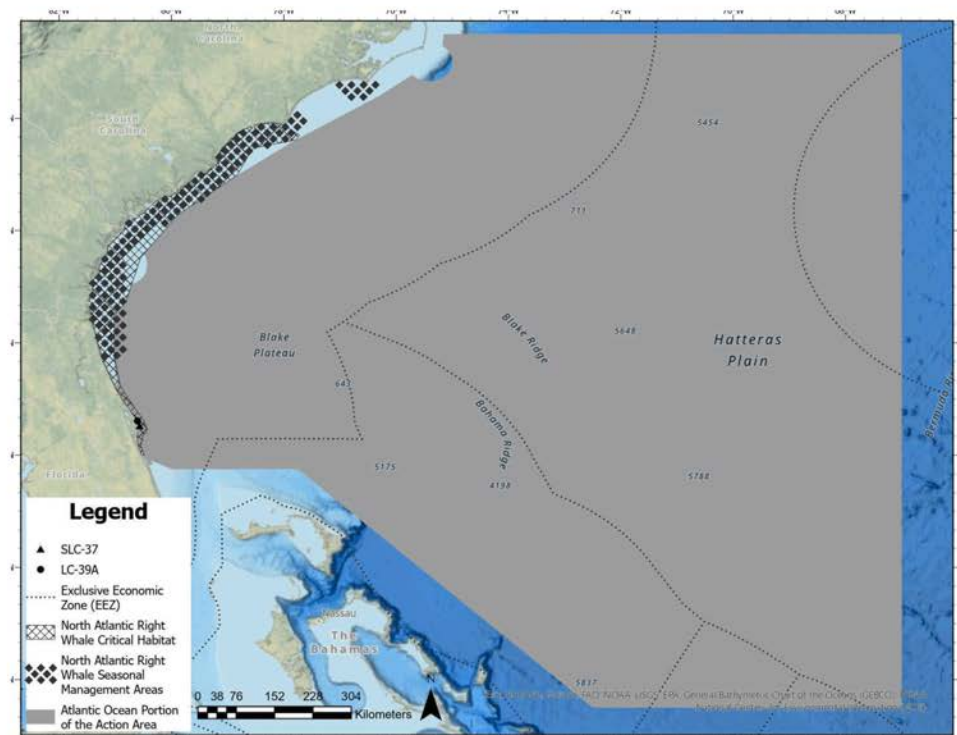 North
Carolina
South
Carolina
5454
711
Blake Ridge
5648
Hatteras
Plain
Blake
Plateau
643
Bahama Ridge
5175
4198
5788
Florida
Nassau
The
Bahamas
5837
Legend
SLC-37
LC-39A
Exclusive Economic
Zone (EEZ)
North Atlantic Right
Whale Critical Habitat
North Atlantic Right
Whale Seasonal
Management Areas
Atlantic Ocean Portion
of the Action Area
0 38 76 152 228 304
Kilometers
N